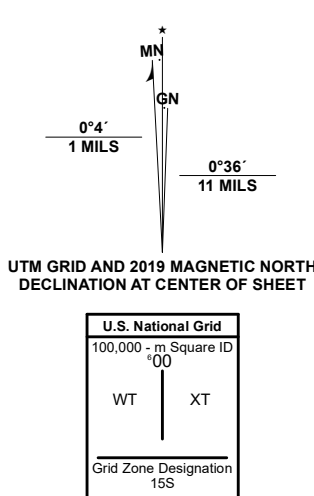 ★
MN
GN
0°4´
1 MILS
0°36´
11 MILS
UTM GRID AND 2019 MAGNETIC NORTH
DECLINATION AT CENTER OF SHEET
U.S. National Grid
100,000 - m Square ID
⁶00
WT XT
Grid Zone Designation
15S